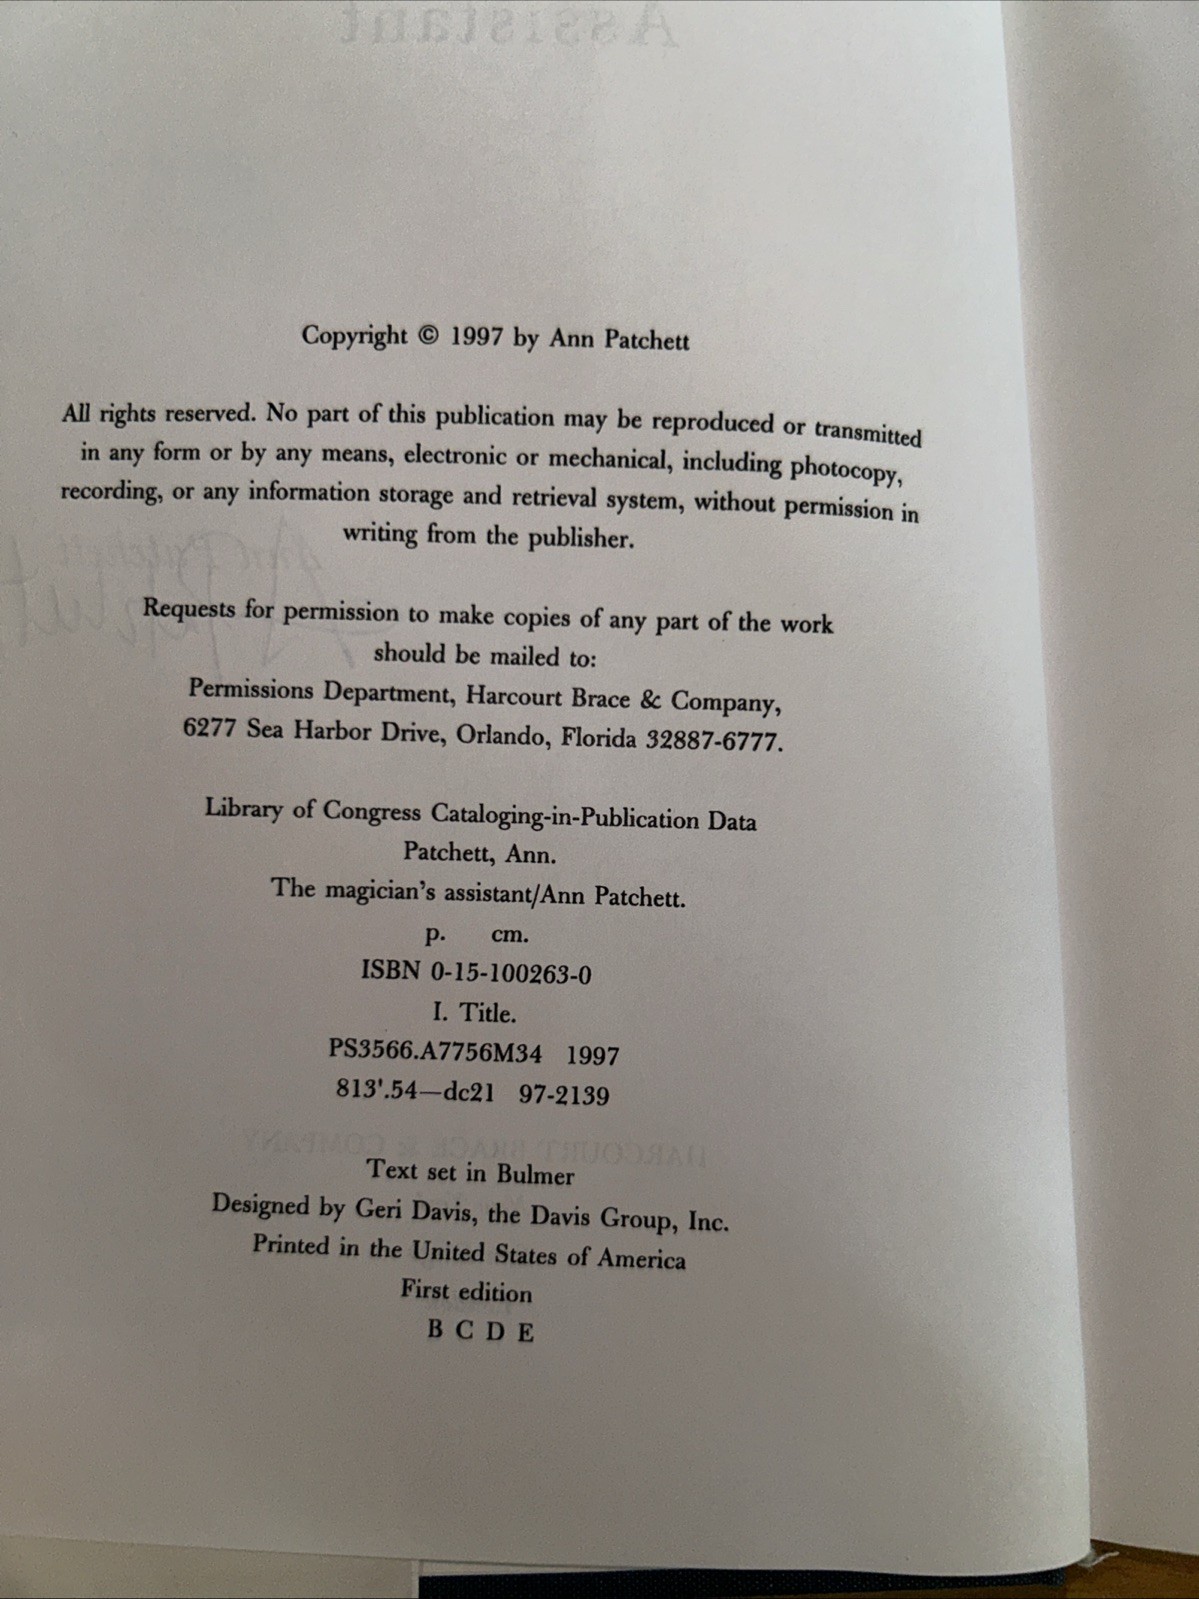 Assistant
Copyright © 1997 by Ann Patchett
All rights reserved. No part of this publication may be reproduced or transmitted
in any form or by any means, electronic or mechanical, including photocopy,
recording, or any information storage and retrieval system, without permission in
writing from the publisher.
Ann Patchett
Requests for permission to make copies of any part of the work
should be mailed to:
Permissions Department, Harcourt Brace & Company,
6277 Sea Harbor Drive, Orlando, Florida 32887-6777.
Library of Congress Cataloging-in-Publication Data
Patchett, Ann.
The magician's assistant/Ann Patchett.
p. cm.
ISBN 0-15-100263-0
I. Title.
PS3566.A7756M34 1997
813'.54—dc21 97-2139
HARCOURT BRACE & COMPANY
Text set in Bulmer
Designed by Geri Davis, the Davis Group, Inc.
Printed in the United States of America
First edition
B C D E